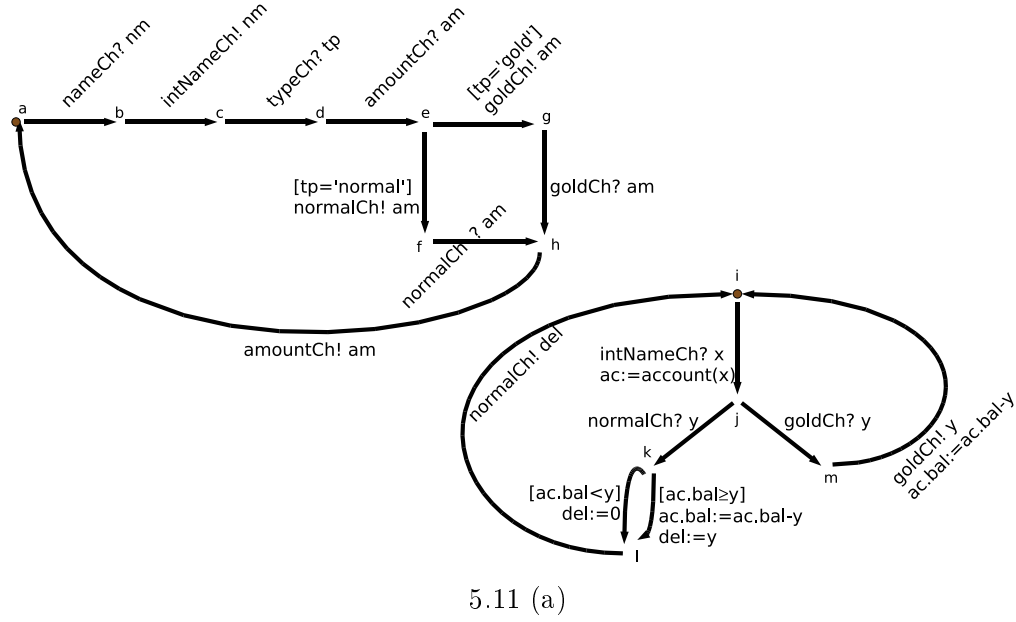 nameCh? nm
intNameCh! nm
typeCh? tp
amountCh? am
[tp='gold']
goldCh! am
a
b
c
d
e
g
[tp='normal']
normalCh! am
goldCh? am
f
normalCh ? am
h
amountCh! am
i
intNameCh? x
ac:=account(x)
normalCh! del
normalCh? y
j
goldCh? y
k
m
goldCh! y
ac.bal:=ac.bal-y
[ac.bal<y]
del:=0
[ac.bal≥y]
ac.bal:=ac.bal-y
del:=y
l
5.11 (a)